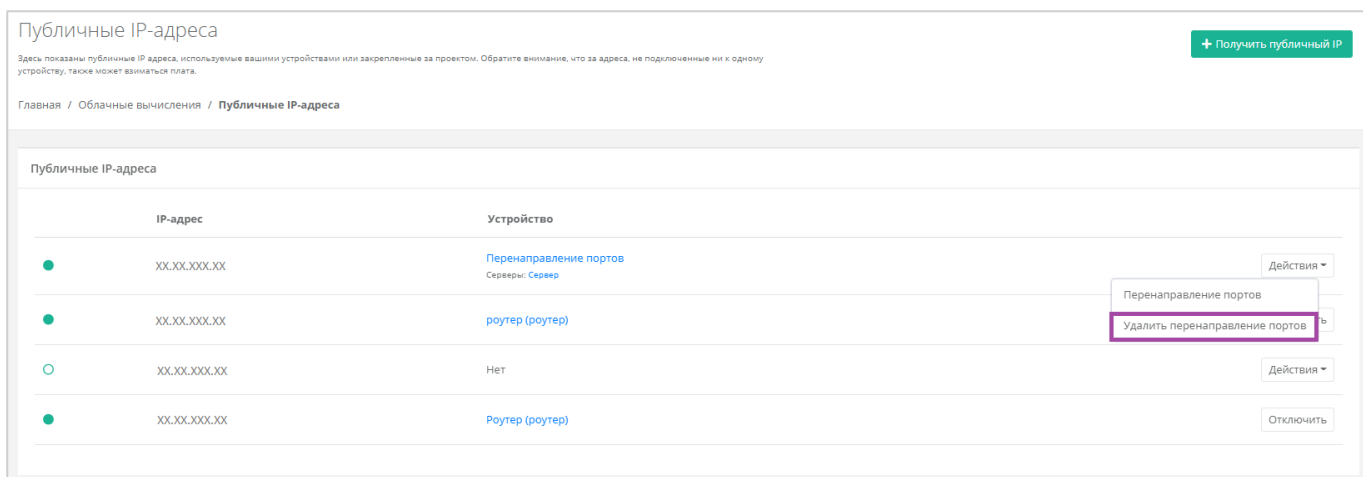 Публичные IP-адреса
+ Получить публичный IP
Здесь показаны публичные IP адреса, используемые вашими устройствами или закрепленные за проектом. Обратите внимание, что за адреса, не подключенные ни к одному
устройству, также может взиматься плата.
Главная / Облачные вычисления / Публичные IP-адреса
Публичные IP-адреса
IP-адрес Устройство
XX.XX.XXX.XX Перенаправление портов Действия
Серверы: Сервер
Перенаправление портов
XX.XX.XXX.XX роутер (роутер)
Удалить перенаправление портов
XX.XX.XXX.XX Нет Действия
XX.XX.XXX.XX Роутер (роутер) Отключить